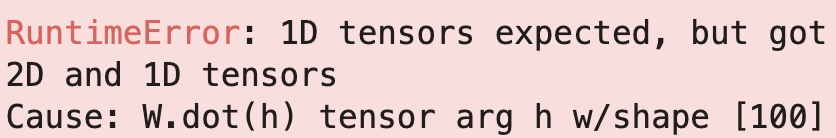 RuntimeError: 1D tensors expected, but got
2D and 1D tensors
Cause: W.dot(h) tensor arg h w/shape [100]